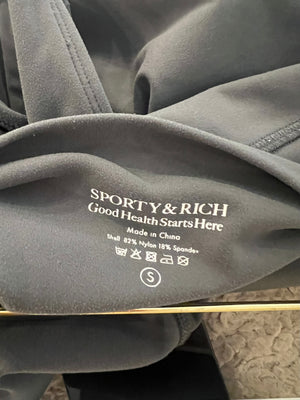 SPORTY & RICH
Good Health Starts Here
Made in China
Shell 82% Nylon 18% Spandex
S